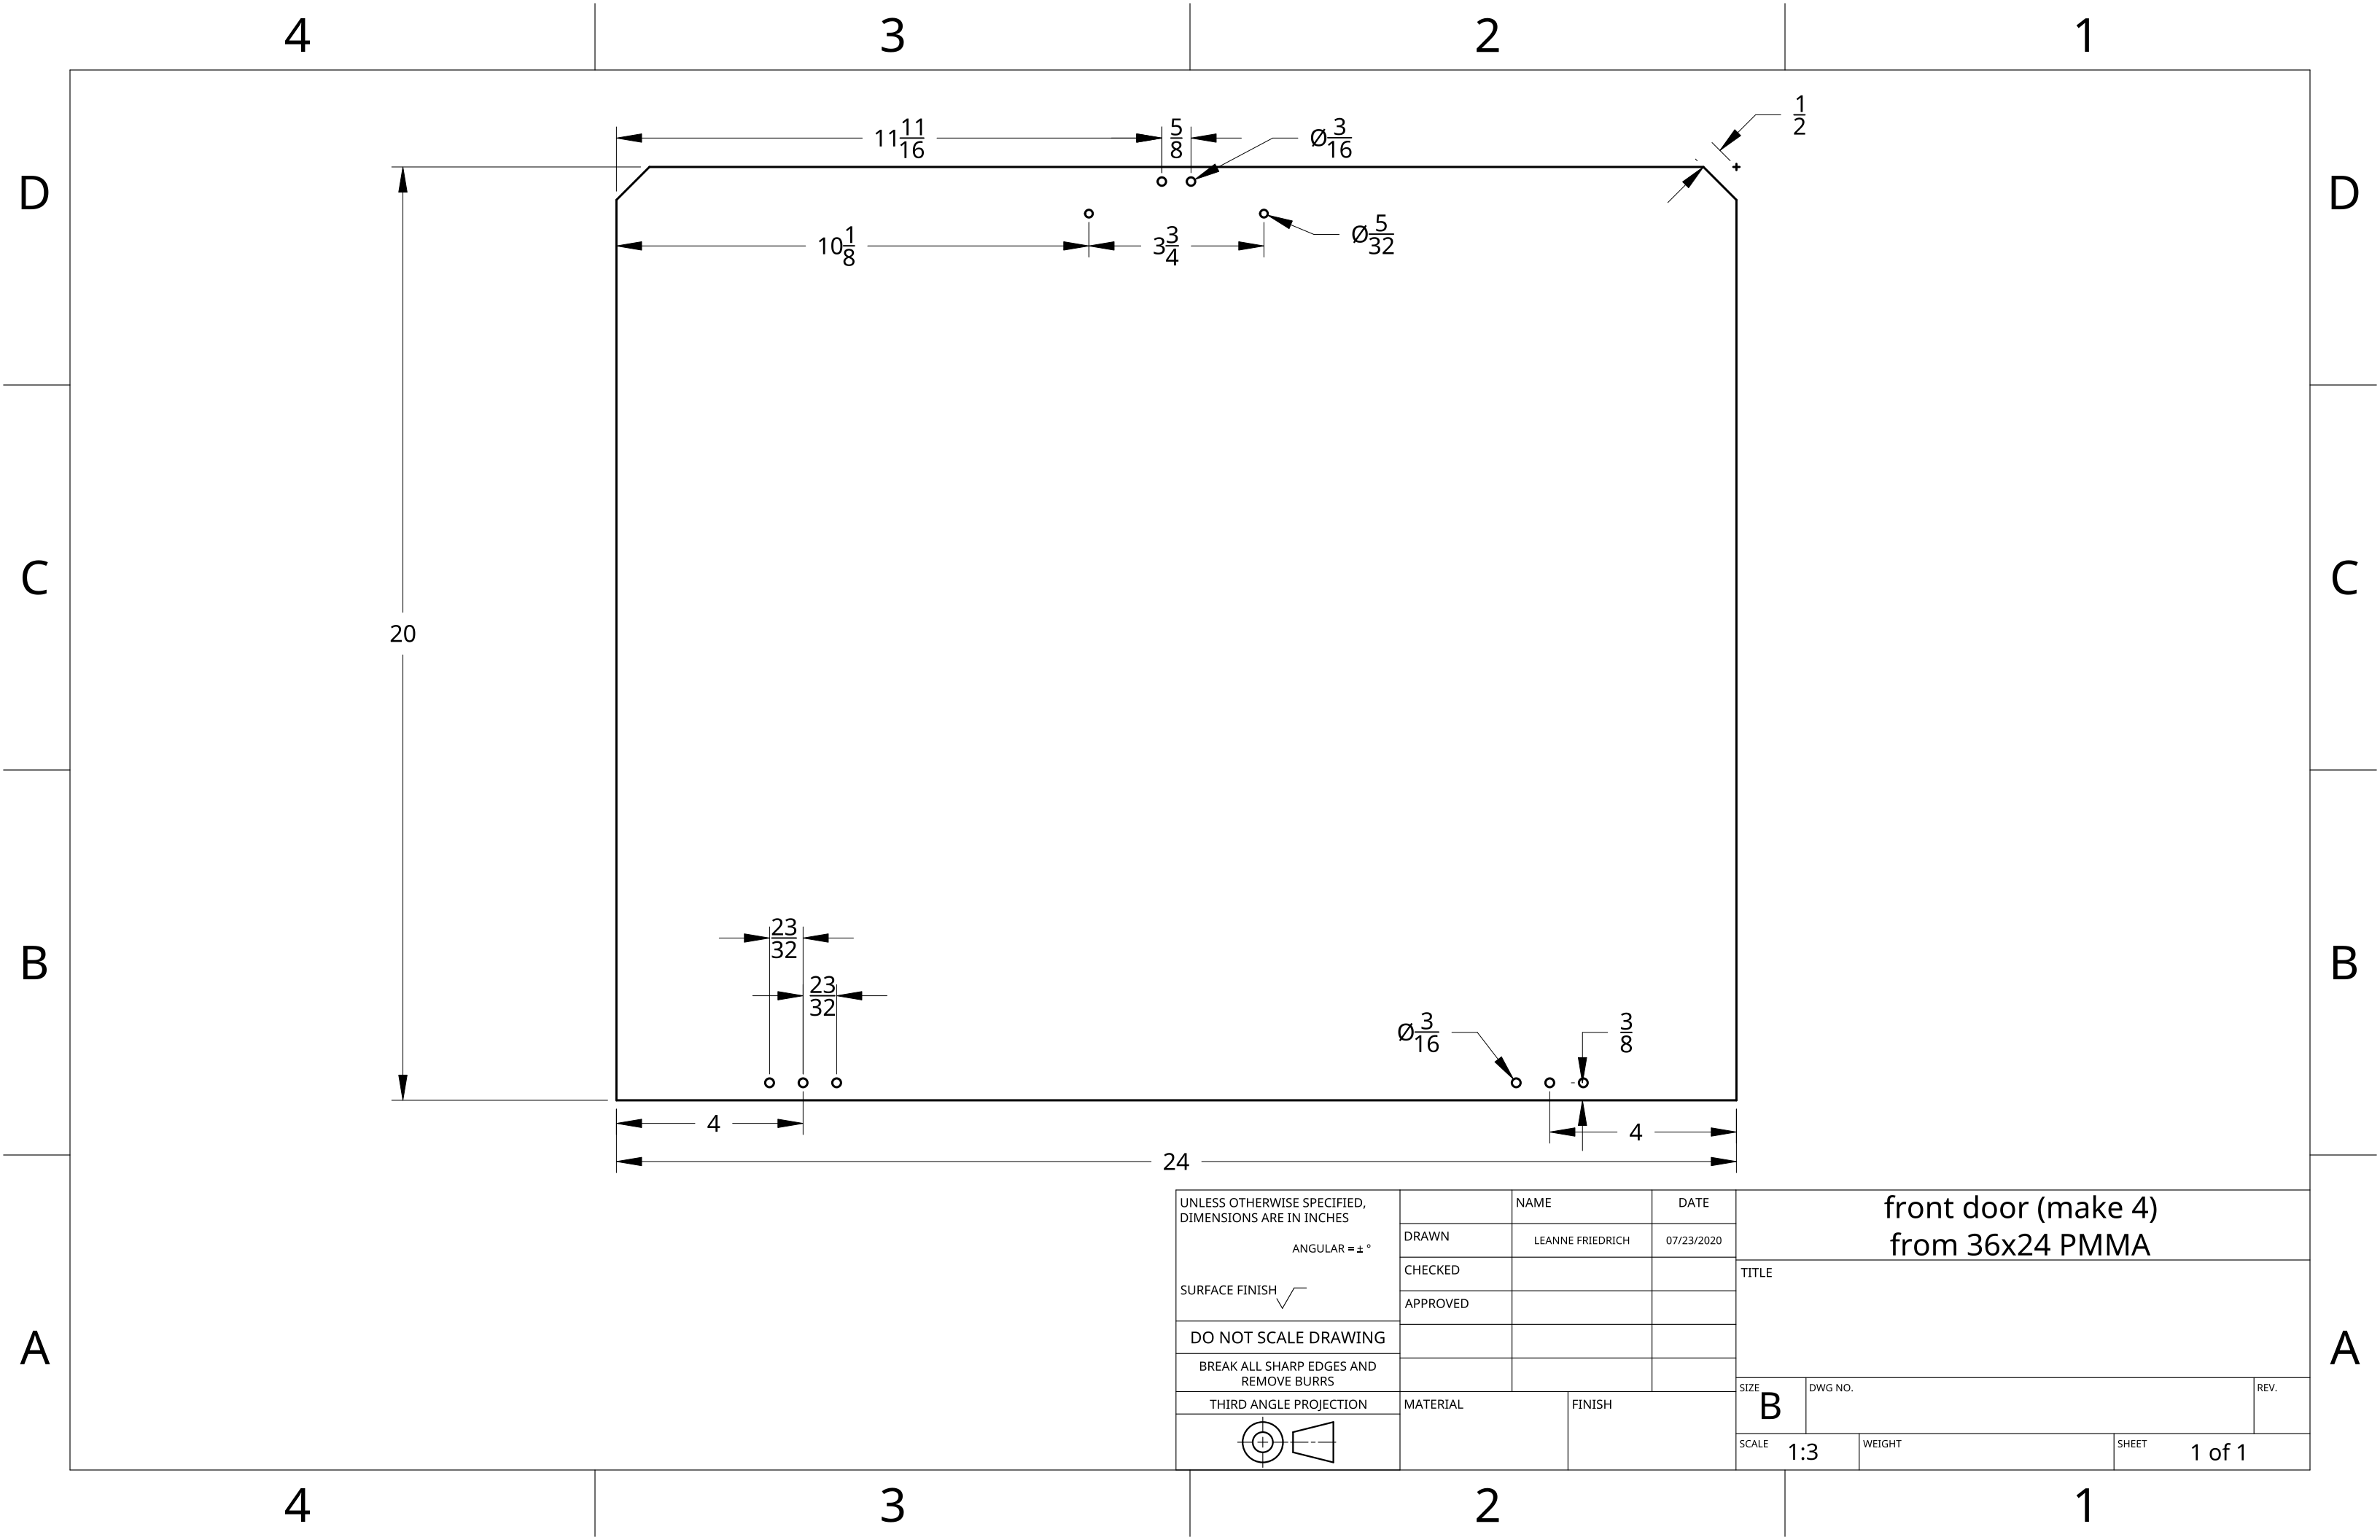 4 3 2 1
D D
C C
B B
A A
11 11/16
5/8
Ø3/16
1/2
10 1/8
3 3/4
Ø5/32
20
23/32
23/32
Ø3/16
3/8
4
4
24
UNLESS OTHERWISE SPECIFIED,
DIMENSIONS ARE IN INCHES
ANGULAR = ± °
SURFACE FINISH
DO NOT SCALE DRAWING
BREAK ALL SHARP EDGES AND
REMOVE BURRS
THIRD ANGLE PROJECTION
NAME DATE
DRAWN LEANNE FRIEDRICH 07/23/2020
CHECKED
APPROVED
MATERIAL FINISH
front door (make 4)
from 36x24 PMMA
TITLE
SIZE B DWG NO. REV.
SCALE 1:3 WEIGHT SHEET 1 of 1
4 3 2 1